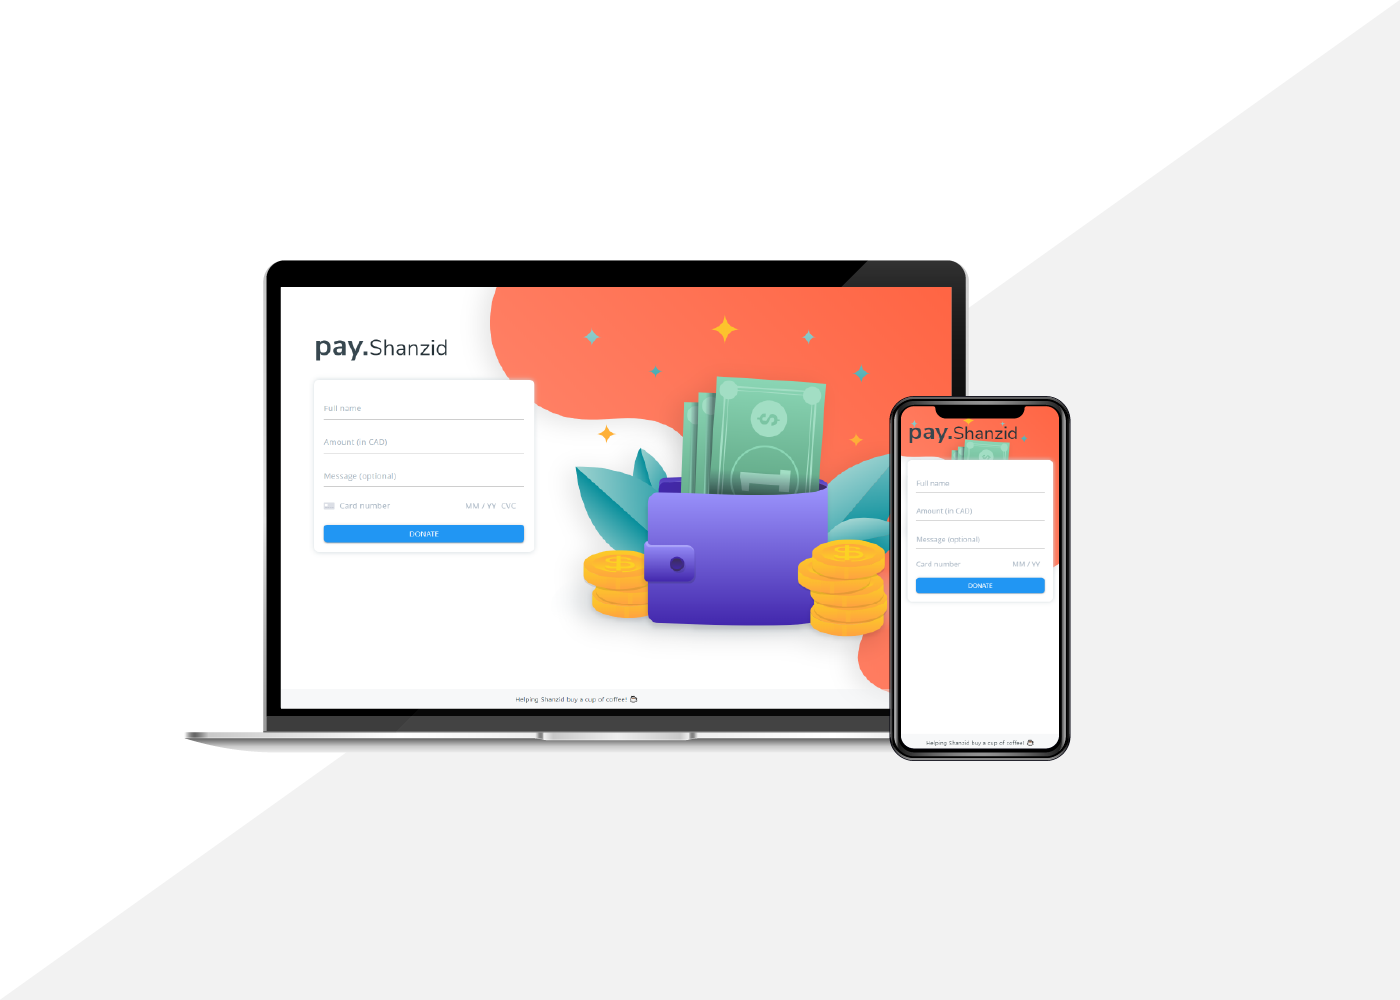 pay.Shanzid
Full name
Amount (in CAD)
Message (optional)
Card number MM / YY CVC
DONATE
Helping Shanzid buy a cup of coffee!
pay.Shanzid
Full name
Amount (in CAD)
Message (optional)
Card number MM / YY
DONATE
Helping Shanzid buy a cup of coffee!
$
1
$
$